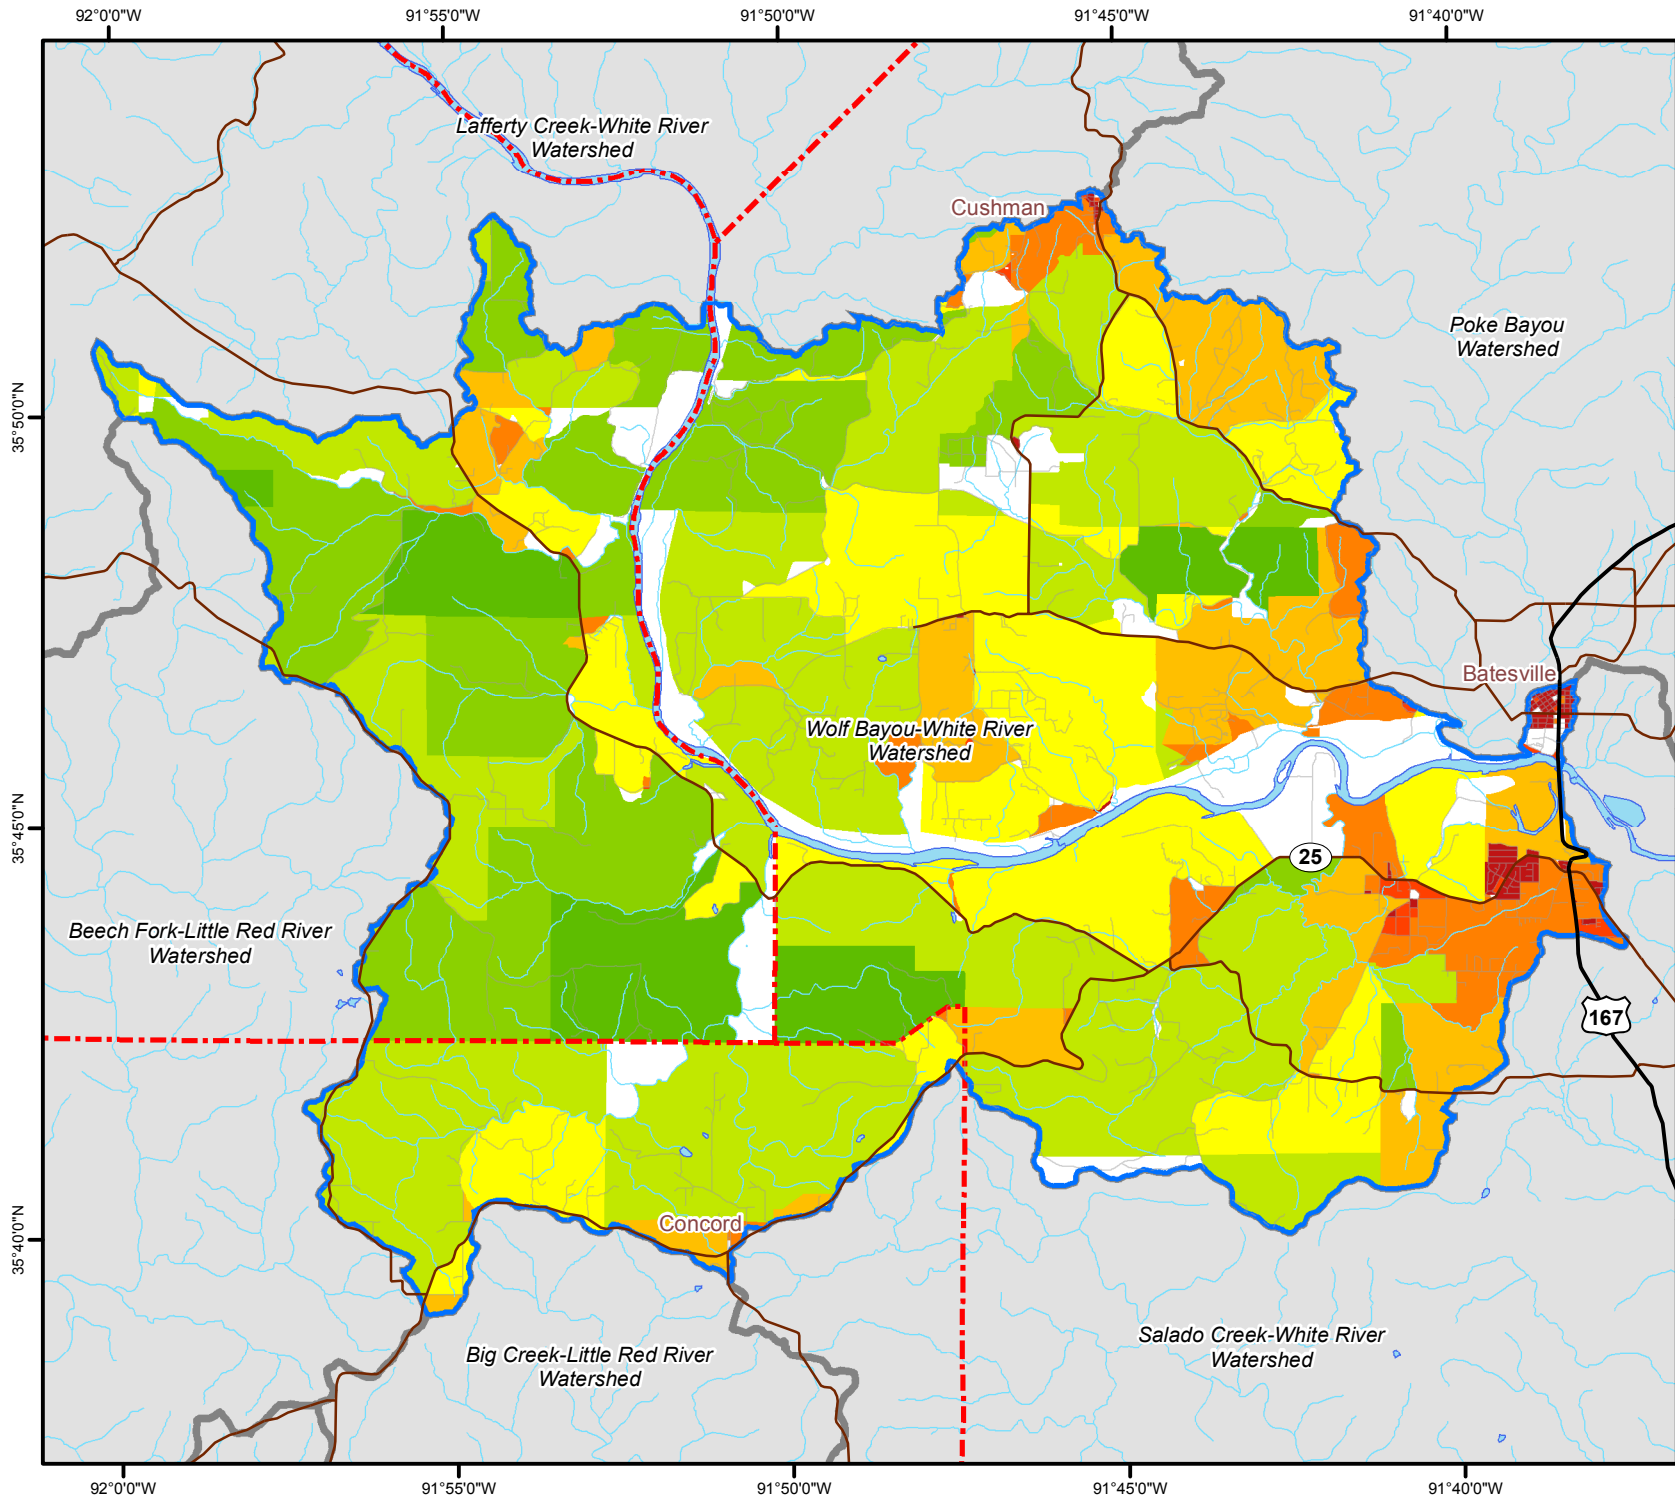 92°0'0"W
91°55'0"W
91°50'0"W
91°45'0"W
91°40'0"W
Lafferty Creek-White River
Watershed
Cushman
Poke Bayou
Watershed
35°50'0"N
Batesville
Wolf Bayou-White River
Watershed
35°45'0"N
25
Beech Fork-Little Red River
Watershed
167
35°40'0"N
Concord
Big Creek-Little Red River
Watershed
Salado Creek-White River
Watershed
92°0'0"W
91°55'0"W
91°50'0"W
91°45'0"W
91°40'0"W